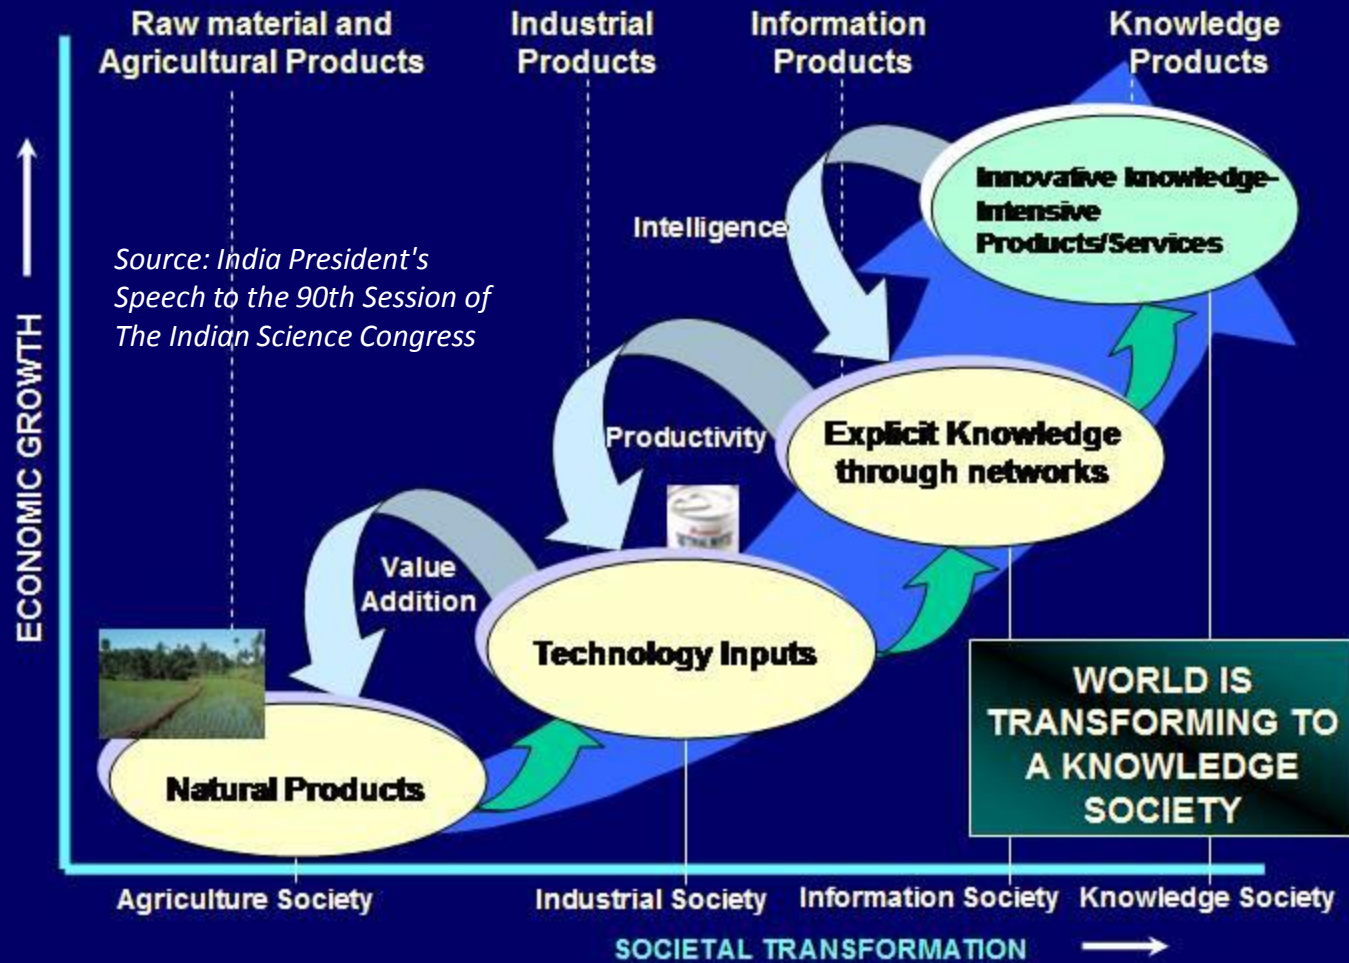 Raw material and
Agricultural Products
Industrial
Products
Information
Products
Knowledge
Products
Innovative knowledge-
Intensive
Products/Services
Intelligence
Source: India President's
Speech to the 90th Session of
The Indian Science Congress
ECONOMIC GROWTH
Productivity
Explicit Knowledge
through networks
Value
Addition
Technology Inputs
WORLD IS
TRANSFORMING TO
A KNOWLEDGE
SOCIETY
Natural Products
Agriculture Society
Industrial Society
Information Society
Knowledge Society
SOCIETAL TRANSFORMATION